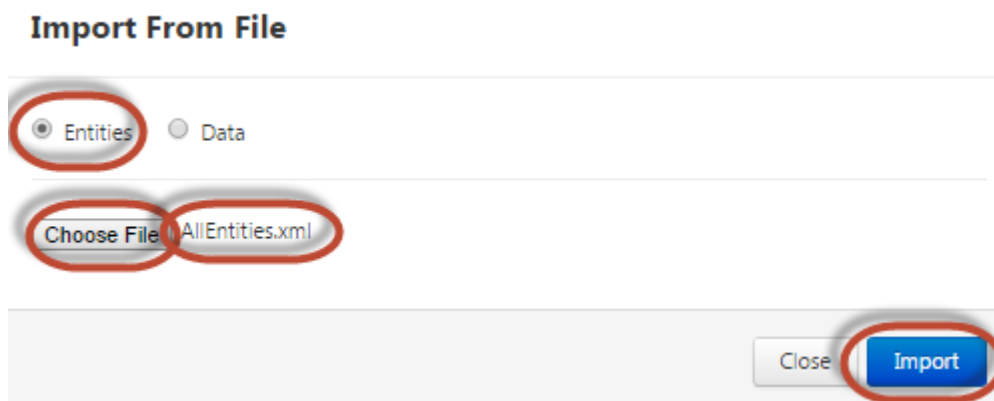 Import From File
Entities Data
Choose File AllEntities.xml
Close Import